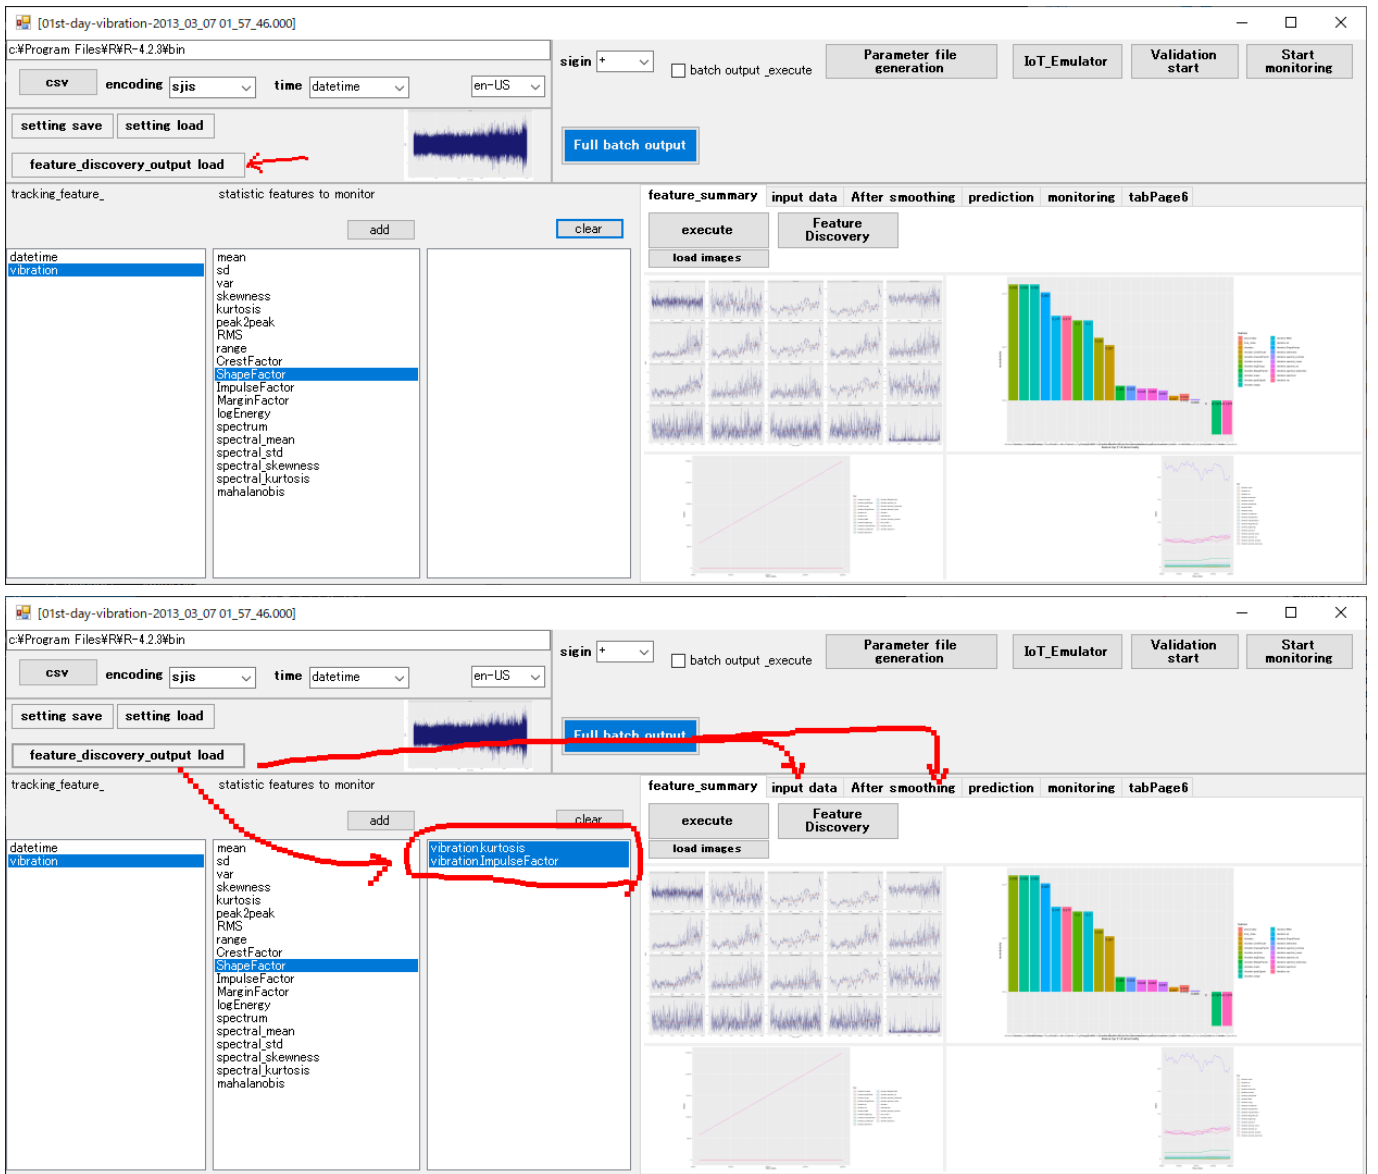 [01st-day-vibration-2013_03_07 01_57_46.000]
c:¥Program Files¥R¥R-4.2.3¥bin
sigin + batch output _execute
Parameter file generation
IoT_Emulator
Validation start
Start monitoring
csv encoding sjis time datetime en-US
setting save setting load
Full batch output
feature_discovery_output load
tracking_feature_ statistic features to monitor
feature_summary input data After smoothing prediction monitoring tabPage6
add clear
execute
Feature Discovery
load images
datetime
vibration
mean
sd
var
skewness
kurtosis
peak2peak
RMS
range
CrestFactor
ShapeFactor
ImpulseFactor
MarginFactor
logEnergy
spectrum
spectral_mean
spectral_std
spectral_skewness
spectral_kurtosis
mahalanobis
[01st-day-vibration-2013_03_07 01_57_46.000]
c:¥Program Files¥R¥R-4.2.3¥bin
sigin + batch output _execute
Parameter file generation
IoT_Emulator
Validation start
Start monitoring
csv encoding sjis time datetime en-US
setting save setting load
Full batch output
feature_discovery_output load
tracking_feature_ statistic features to monitor
feature_summary input data After smoothing prediction monitoring tabPage6
add clear
execute
Feature Discovery
load images
datetime
vibration
mean
sd
var
skewness
kurtosis
peak2peak
RMS
range
CrestFactor
ShapeFactor
ImpulseFactor
MarginFactor
logEnergy
spectrum
spectral_mean
spectral_std
spectral_skewness
spectral_kurtosis
mahalanobis
vibration.kurtosis
vibration.ImpulseFactor